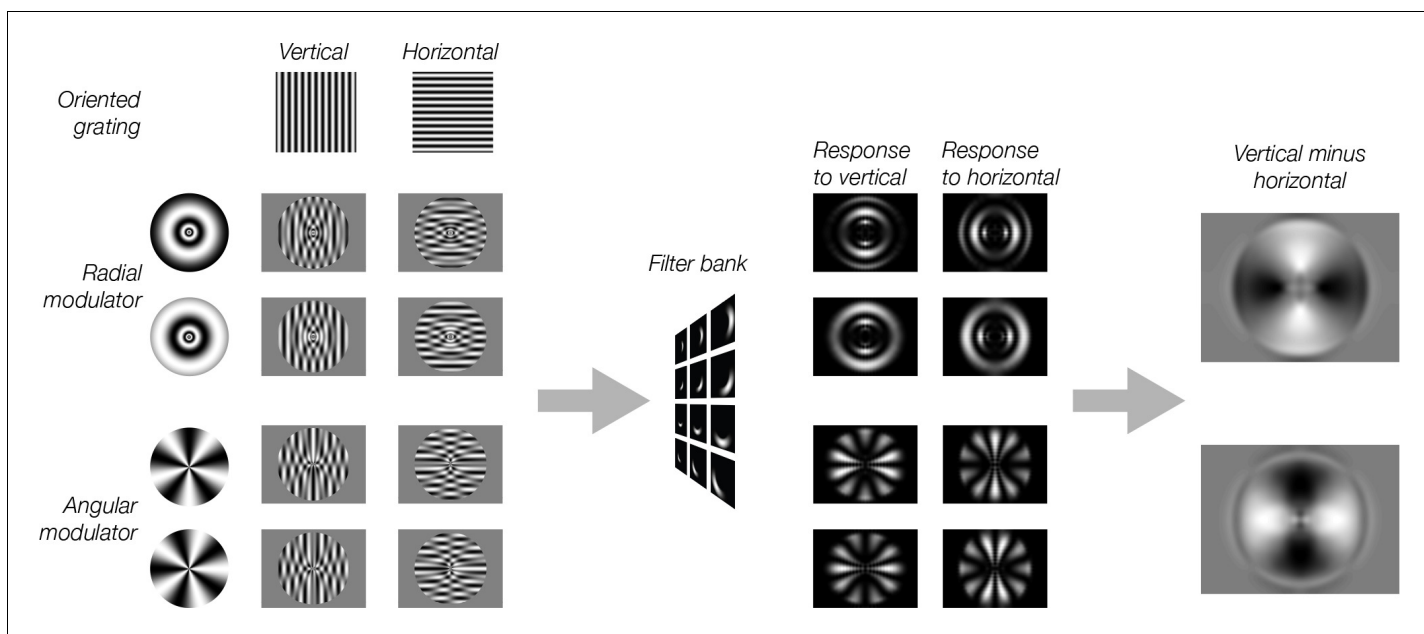 Vertical
Horizontal
Oriented
grating
Radial
modulator
Angular
modulator
Filter bank
Response
to vertical
Response
to horizontal
Vertical minus
horizontal